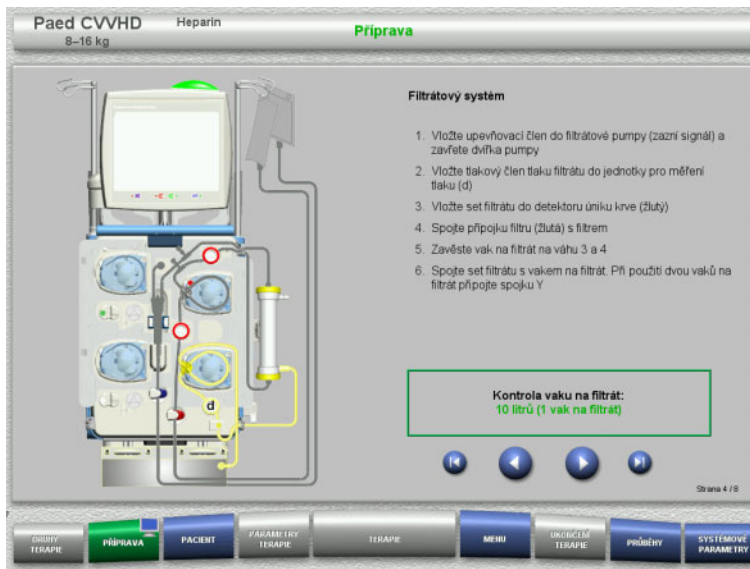 Paed CVVHD
Heparin
8–16 kg
Příprava
Filtrátový systém
1. Vložte upevňovací člen do filtrátové pumpy (zazní signál) a
zavřete dvířka pumpy
2. Vložte tlakový člen tlaku filtrátu do jednotky pro měření
tlaku (d)
3. Vložte set filtrátu do detektoru úniku krve (žlutý)
4. Spojte přípojku filtru (žlutá) s filtrem
5. Zavěste vak na filtrát na váhu 3 a 4
6. Spojte set filtrátu s vakem na filtrát. Při použití dvou vaků na
filtrát připojte spojku Y
d
Kontrola vaku na filtrát:
10 litrů (1 vak na filtrát)
Strana 4 / 8
DRUHY
TERAPIE
PŘÍPRAVA
PACIENT
PARAMETRY
TERAPIE
TERAPIE
MENU
UKONČENÍ
TERAPIE
PRŮBĚHY
SYSTÉMOVÉ
PARAMETRY